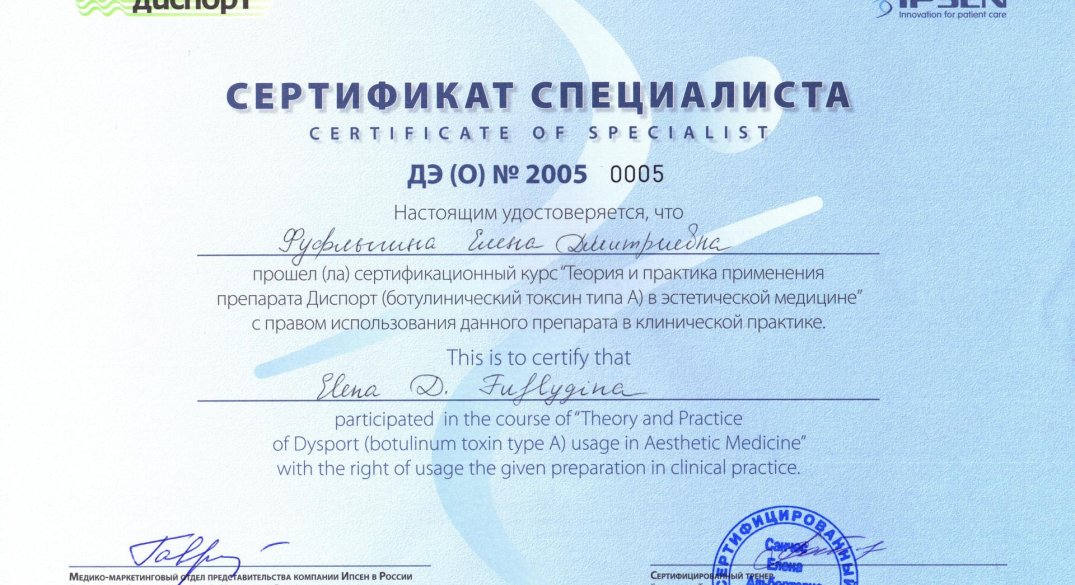 диспорт
IPSEN
Innovation for patient care
СЕРТИФИКАТ СПЕЦИАЛИСТА
CERTIFICATE OF SPECIALIST
ДЭ (О) № 2005 0005
Настоящим удостоверяется, что
Фуфлыгина Елена Дмитриевна
прошел (ла) сертификационный курс "Теория и практика применения
препарата Диспорт (ботулинический токсин типа А) в эстетической медицине"
с правом использования данного препарата в клинической практике.
This is to certify that
Elena D. Fuflygina
participated in the course of "Theory and Practice
of Dysport (botulinum toxin type A) usage in Aesthetic Medicine"
with the right of usage the given preparation in clinical practice.
Медико-маркетинговый отдел представительства компании Ипсен в России
Сертифицированный тренер
СЕРТИФИЦИРОВАННЫЙ
Санчес
Елена